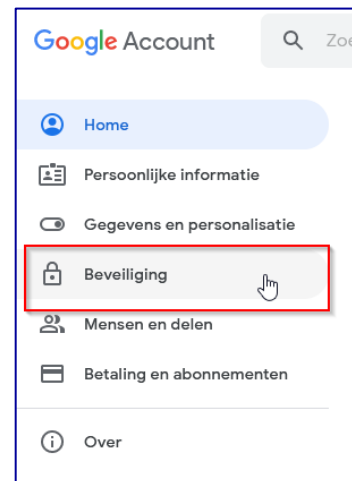 Google Account
Zoe
Home
Persoonlijke informatie
Gegevens en personalisatie
Beveiliging
Mensen en delen
Betaling en abonnementen
Over